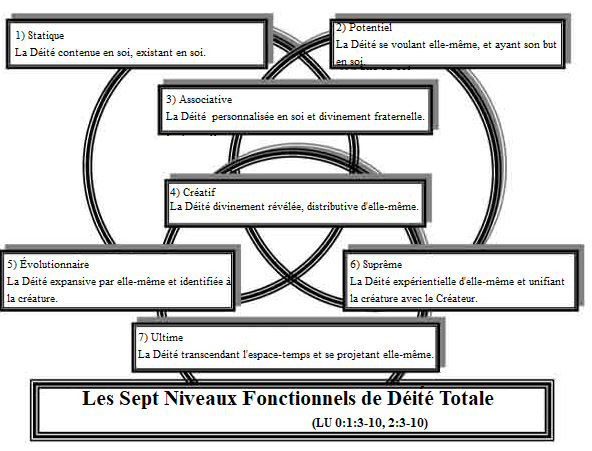 1) Statique
La Déité contenue en soi, existant en soi.
2) Potentiel
La Déité se voulant elle-même, et ayant son but
en soi.
3) Associative
La Déité personnalisée en soi et divinement fraternelle.
4) Créatif
La Déité divinement révélée, distributive d'elle-même.
5) Évolutionnaire
La Déité expansive par elle-même et identifiée à
la créature.
6) Suprême
La Déité expérientielle d'elle-même et unifiant
la créature avec le Créateur.
7) Ultime
La Déité transcendant l'espace-temps et se projetant elle-même.
Les Sept Niveaux Fonctionnels de Déité Totale
(LU 0:1:3-10, 2:3-10)